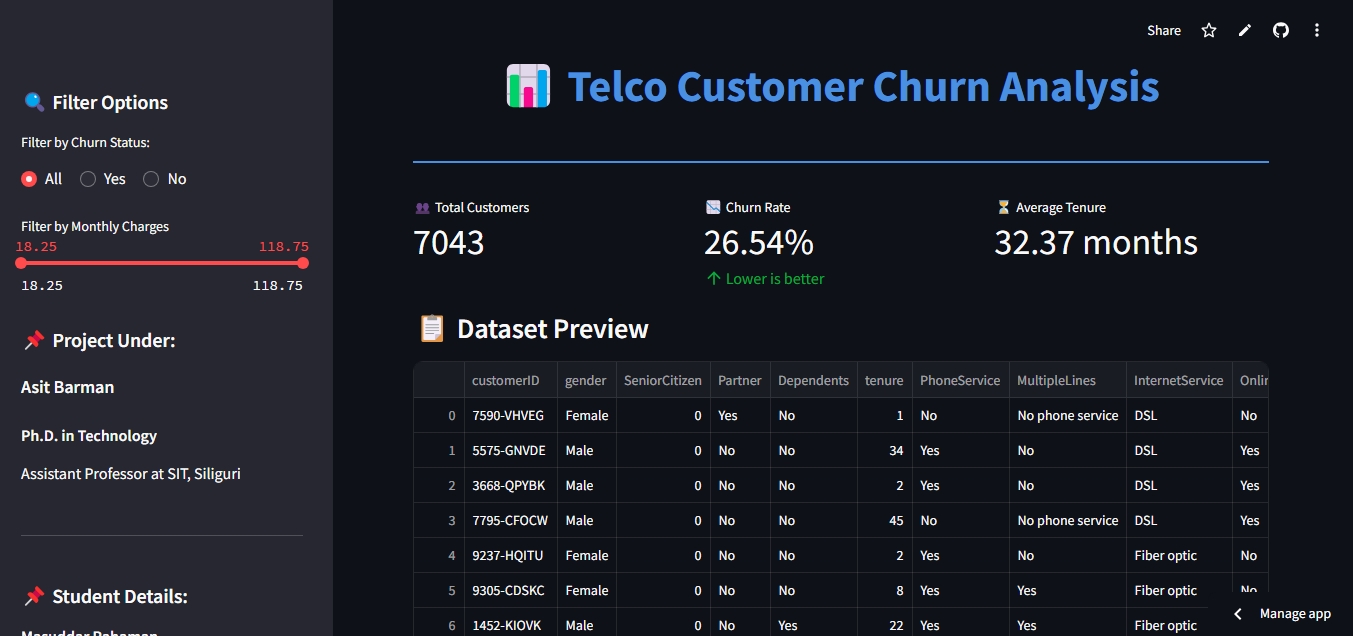 Share
Filter Options
Filter by Churn Status:
All Yes No
Filter by Monthly Charges
18.25 118.75
18.25 118.75
Project Under:
Asit Barman
Ph.D. in Technology
Assistant Professor at SIT, Siliguri
Student Details:
Telco Customer Churn Analysis
Total Customers
7043
Churn Rate
26.54%
↑ Lower is better
Average Tenure
32.37 months
Dataset Preview
customerID gender SeniorCitizen Partner Dependents tenure PhoneService MultipleLines InternetService
0 7590-VHVEG Female 0 Yes No 1 No No phone service DSL No
1 5575-GNVDE Male 0 No No 34 Yes No DSL Yes
2 3668-QPYBK Male 0 No No 2 Yes No DSL Yes
3 7795-CFOCW Male 0 No No 45 No No phone service DSL Yes
4 9237-HQITU Female 0 No No 2 Yes No Fiber optic No
5 9305-CDSKC Female 0 No No 8 Yes Yes Fiber optic No
6 1452-KIOVK Male 0 No Yes 22 Yes Yes Fiber optic
Manage app